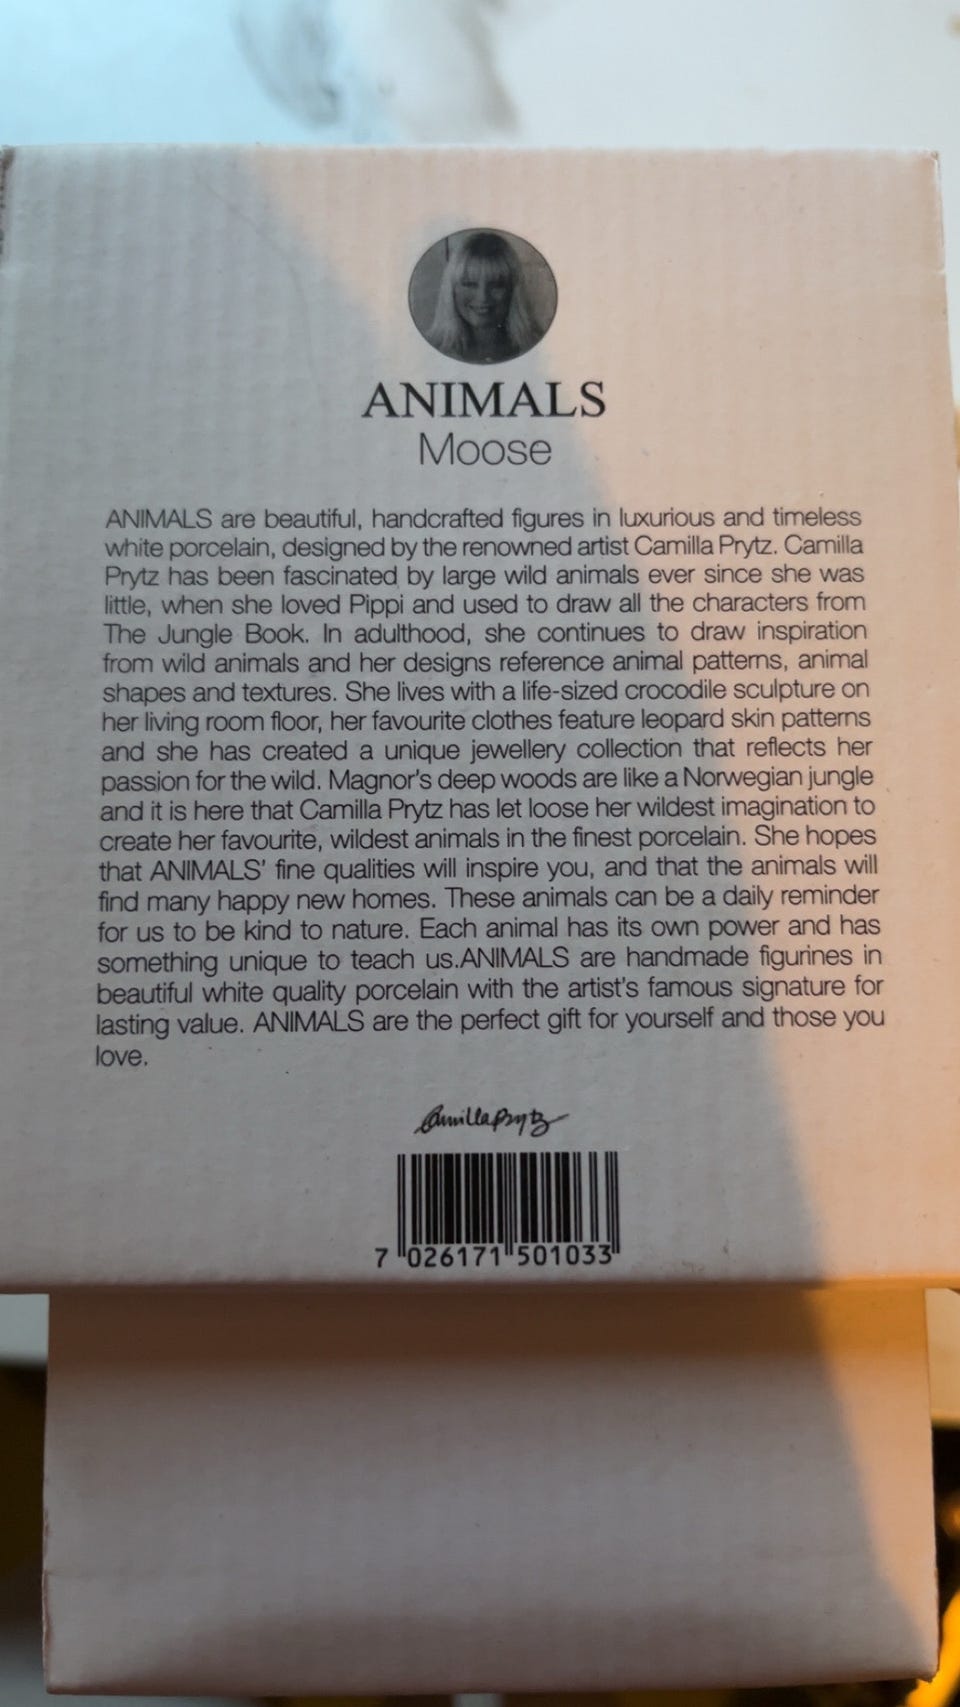 ANIMALS
Moose
ANIMALS are beautiful, handcrafted figures in luxurious and timeless
white porcelain, designed by the renowned artist Camilla Prytz. Camilla
Prytz has been fascinated by large wild animals ever since she was
little, when she loved Pippi and used to draw all the characters from
The Jungle Book. In adulthood, she continues to draw inspiration
from wild animals and her designs reference animal patterns, animal
shapes and textures. She lives with a life-sized crocodile sculpture on
her living room floor, her favourite clothes feature leopard skin patterns
and she has created a unique jewellery collection that reflects her
passion for the wild. Magnor's deep woods are like a Norwegian jungle
and it is here that Camilla Prytz has let loose her wildest imagination to
create her favourite, wildest animals in the finest porcelain. She hopes
that ANIMALS' fine qualities will inspire you, and that the animals will
find many happy new homes. These animals can be a daily reminder
for us to be kind to nature. Each animal has its own power and has
something unique to teach us.ANIMALS are handmade figurines in
beautiful white quality porcelain with the artist's famous signature for
lasting value. ANIMALS are the perfect gift for yourself and those you
love.
Camilla Prytz
7 026171 501033